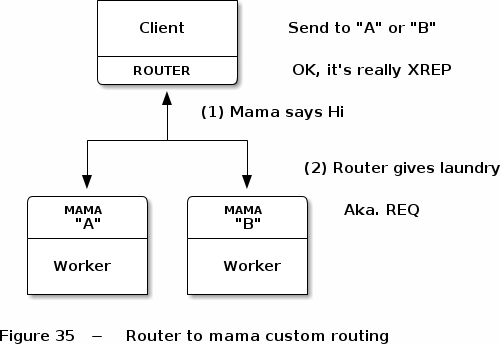 Client
Send to "A" or "B"
ROUTER
OK, it's really XREP
(1) Mama says Hi
(2) Router gives laundry
MAMA
"A"
MAMA
"B"
Aka. REQ
Worker
Worker
Figure 35 – Router to mama custom routing